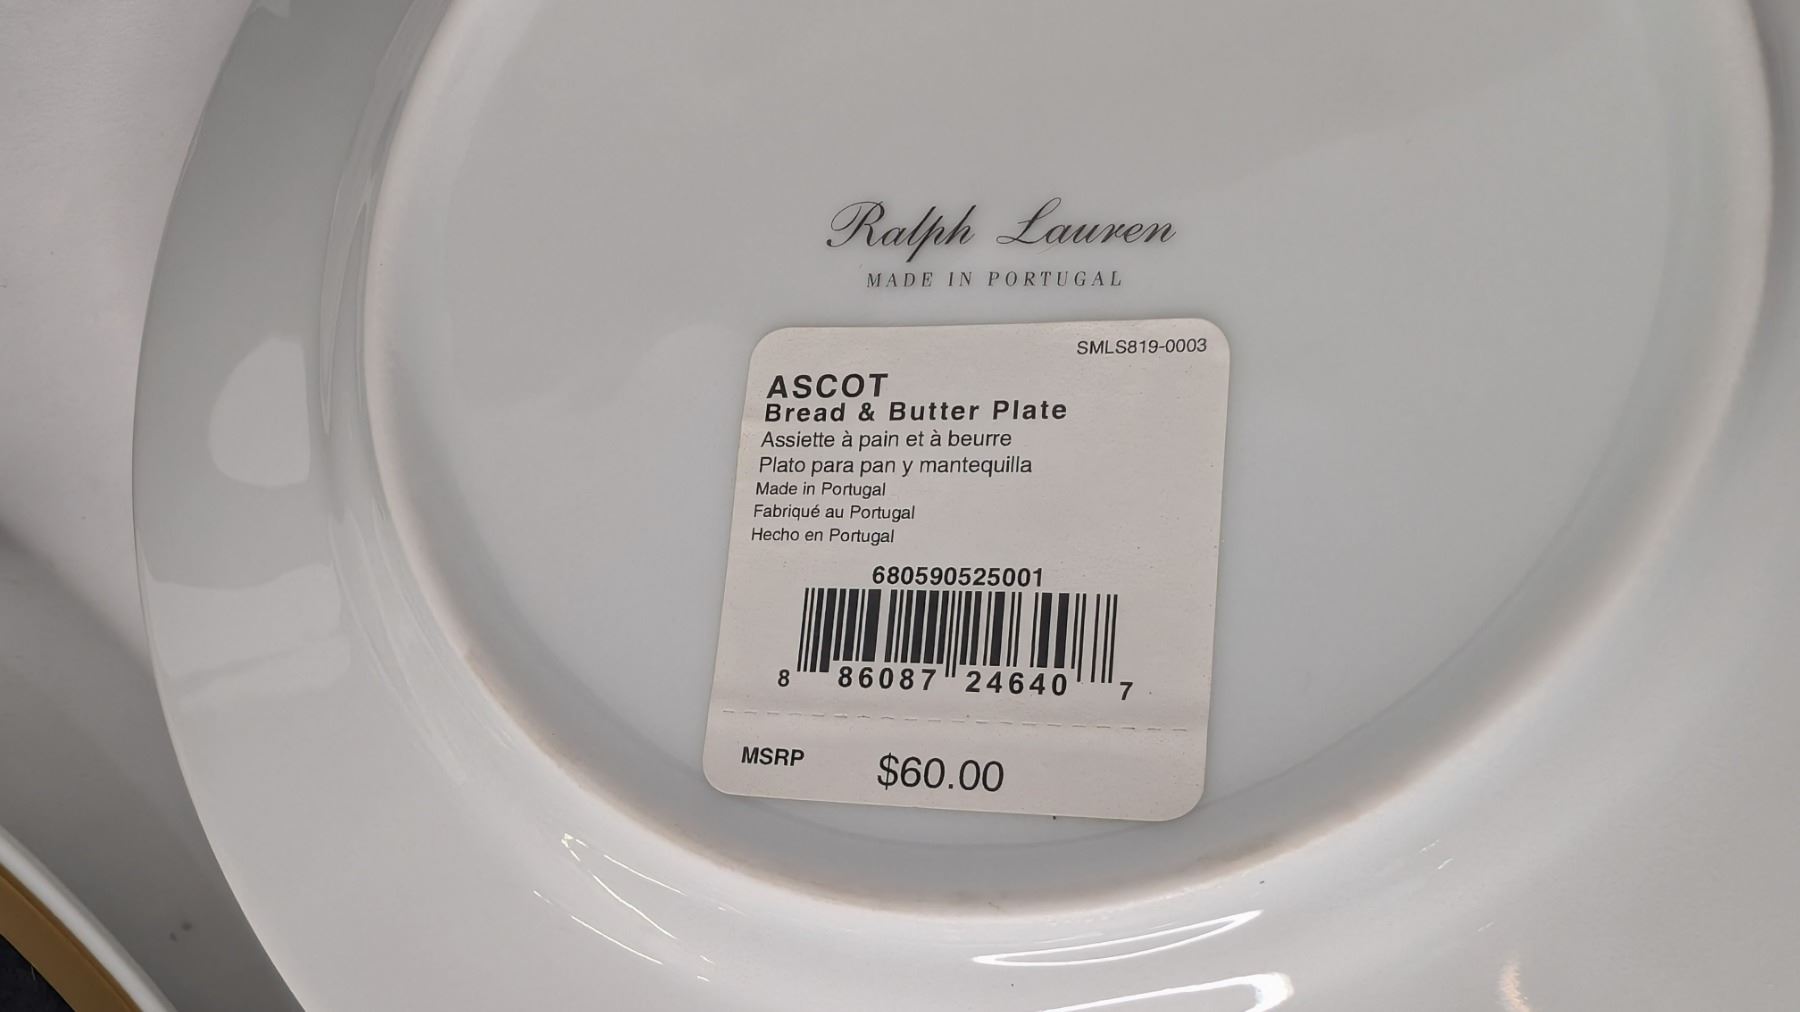 Ralph Lauren
MADE IN PORTUGAL
SMLS819-0003
ASCOT
Bread & Butter Plate
Assiette à pain et à beurre
Plato para pan y mantequilla
Made in Portugal
Fabriqué au Portugal
Hecho en Portugal
680590525001
8 86087 24640 7
MSRP $60.00